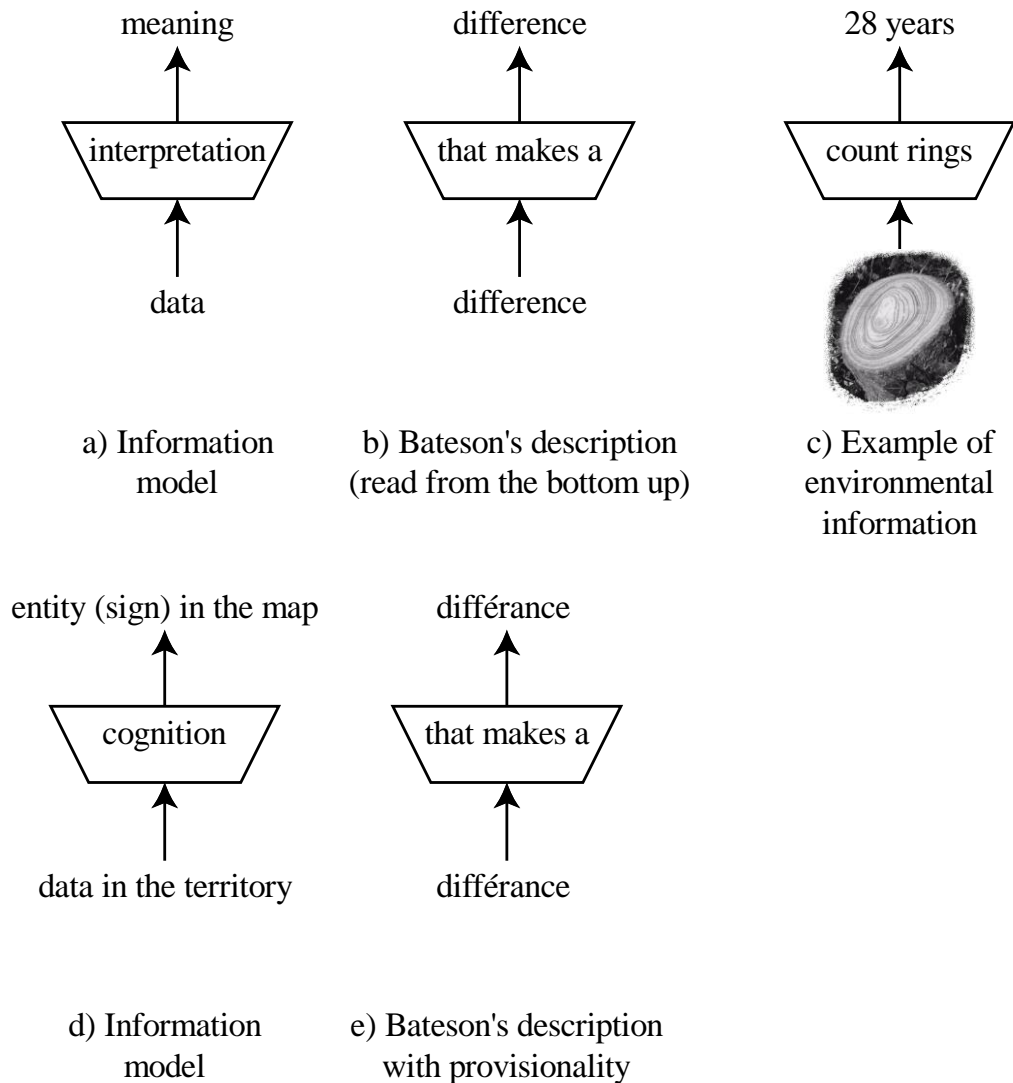 meaning
interpretation
data
a) Information
model
difference
that makes a
difference
b) Bateson's description
(read from the bottom up)
28 years
count rings
c) Example of
environmental
information
entity (sign) in the map
cognition
data in the territory
d) Information
model
différance
that makes a
différance
e) Bateson's description
with provisionality